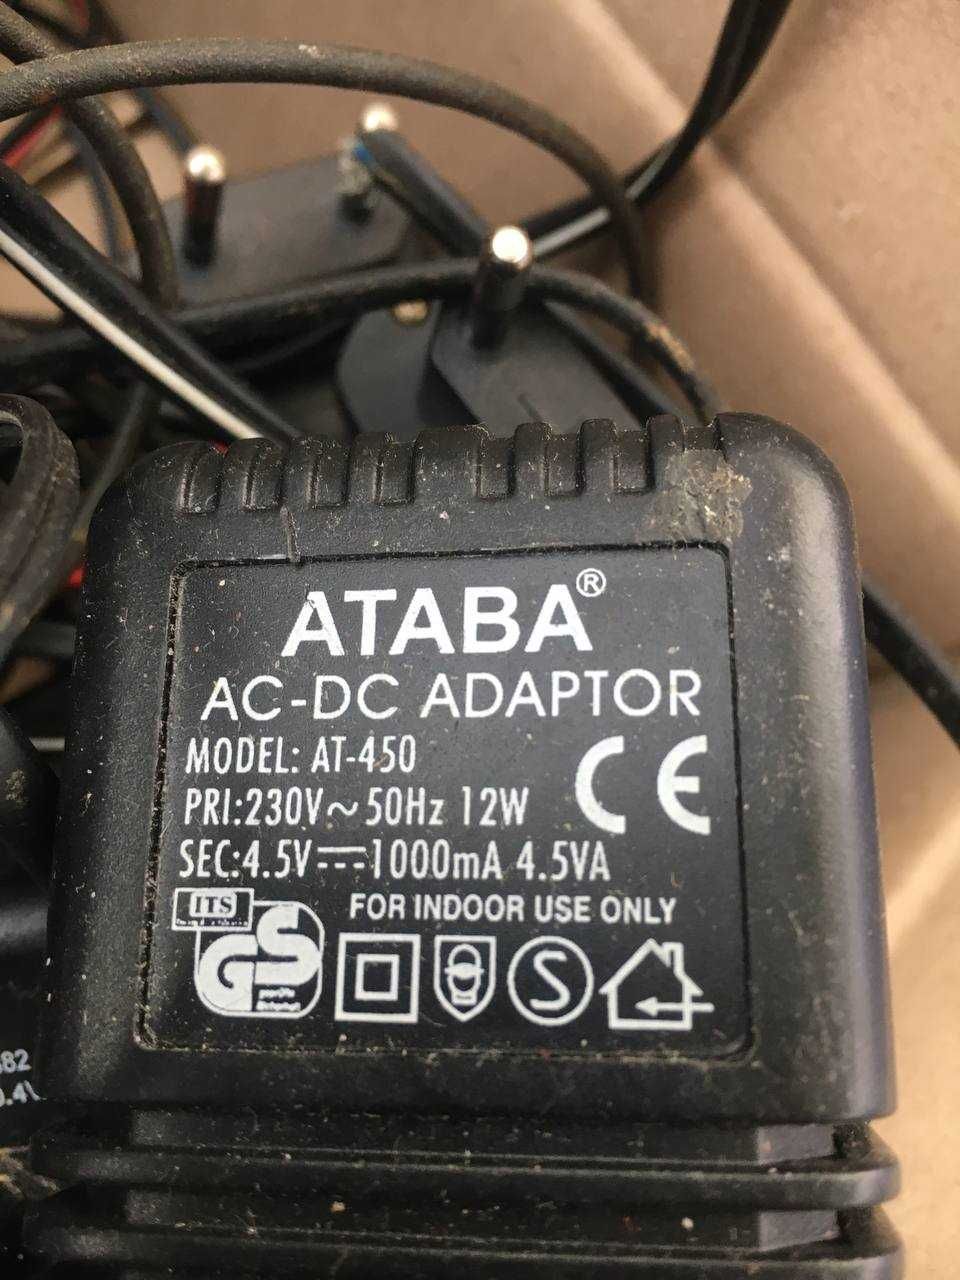 ATABA®
AC-DC ADAPTOR
MODEL: AT-450
PRI:230V~50Hz 12W
CE
SEC:4.5V⎓1000mA 4.5VA
ITS
FOR INDOOR USE ONLY
GS
S